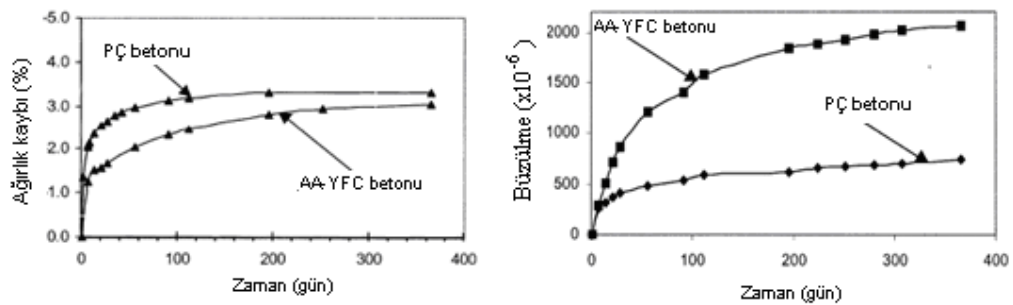 Ağırlık kaybı (%)
-5.0
-4.0
-3.0
-2.0
-1.0
0.0
PÇ betonu
AA-YFC betonu
0
100
200
300
400
Zaman (gün)
Büzülme (x10⁻⁶)
2000
1500
1000
500
0
AA-YFC betonu
PÇ betonu
0
100
200
300
400
Zaman (gün)